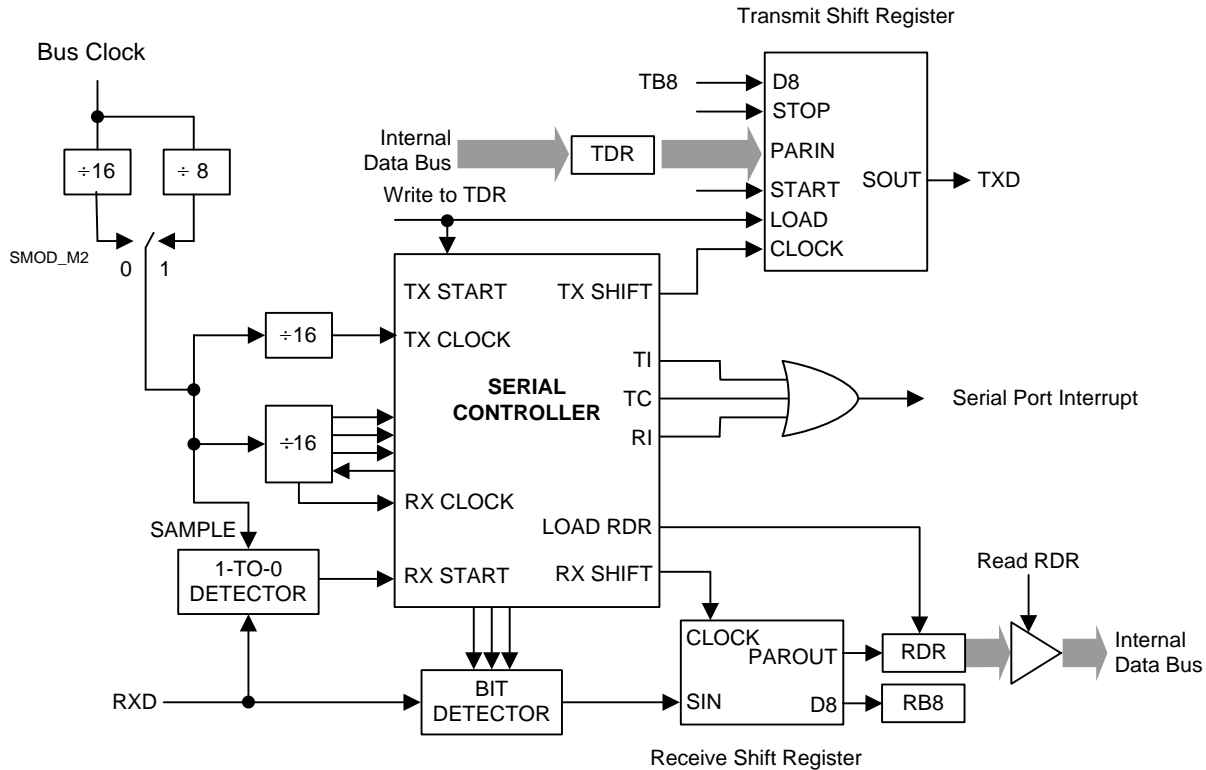 Transmit Shift Register
Bus Clock
TB8
D8
STOP
÷16
÷ 8
Internal
Data Bus
TDR
PARIN
SOUT
TXD
Write to TDR
START
LOAD
CLOCK
SMOD_M2
0
1
TX START
TX SHIFT
÷16
TX CLOCK
TI
SERIAL
CONTROLLER
TC
Serial Port Interrupt
RI
÷16
RX CLOCK
LOAD RDR
SAMPLE
1-TO-0
DETECTOR
RX START
RX SHIFT
Read RDR
CLOCK
PAROUT
RDR
Internal
Data Bus
RXD
BIT
DETECTOR
SIN
D8
RB8
Receive Shift Register